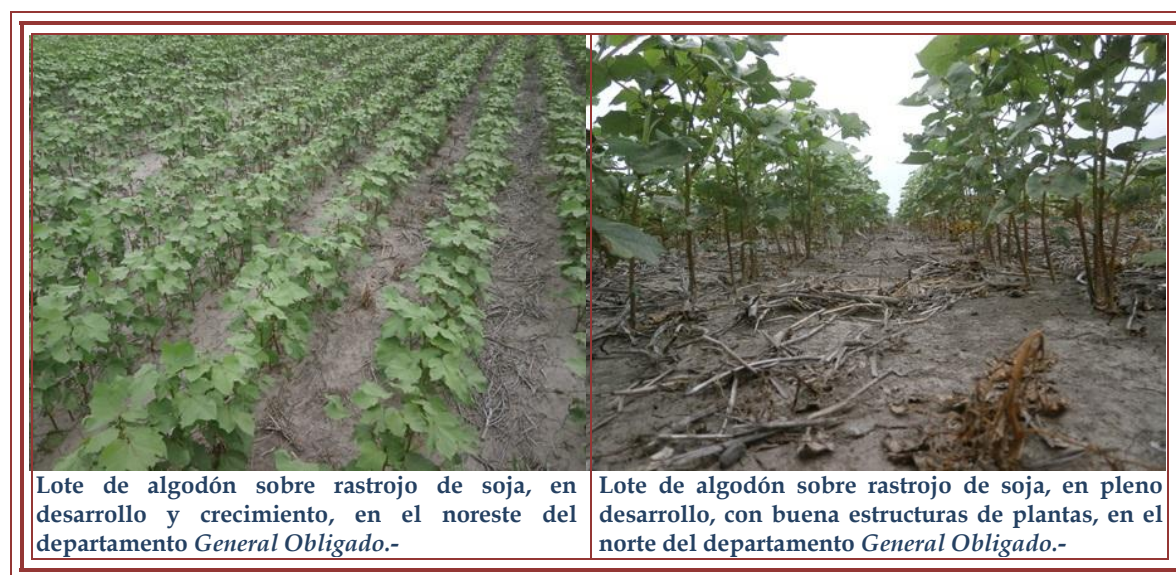 Lote de algodón sobre rastrojo de soja, en
desarrollo y crecimiento, en el noreste del
departamento General Obligado.-
Lote de algodón sobre rastrojo de soja, en pleno
desarrollo, con buena estructuras de plantas, en el
norte del departamento General Obligado.-